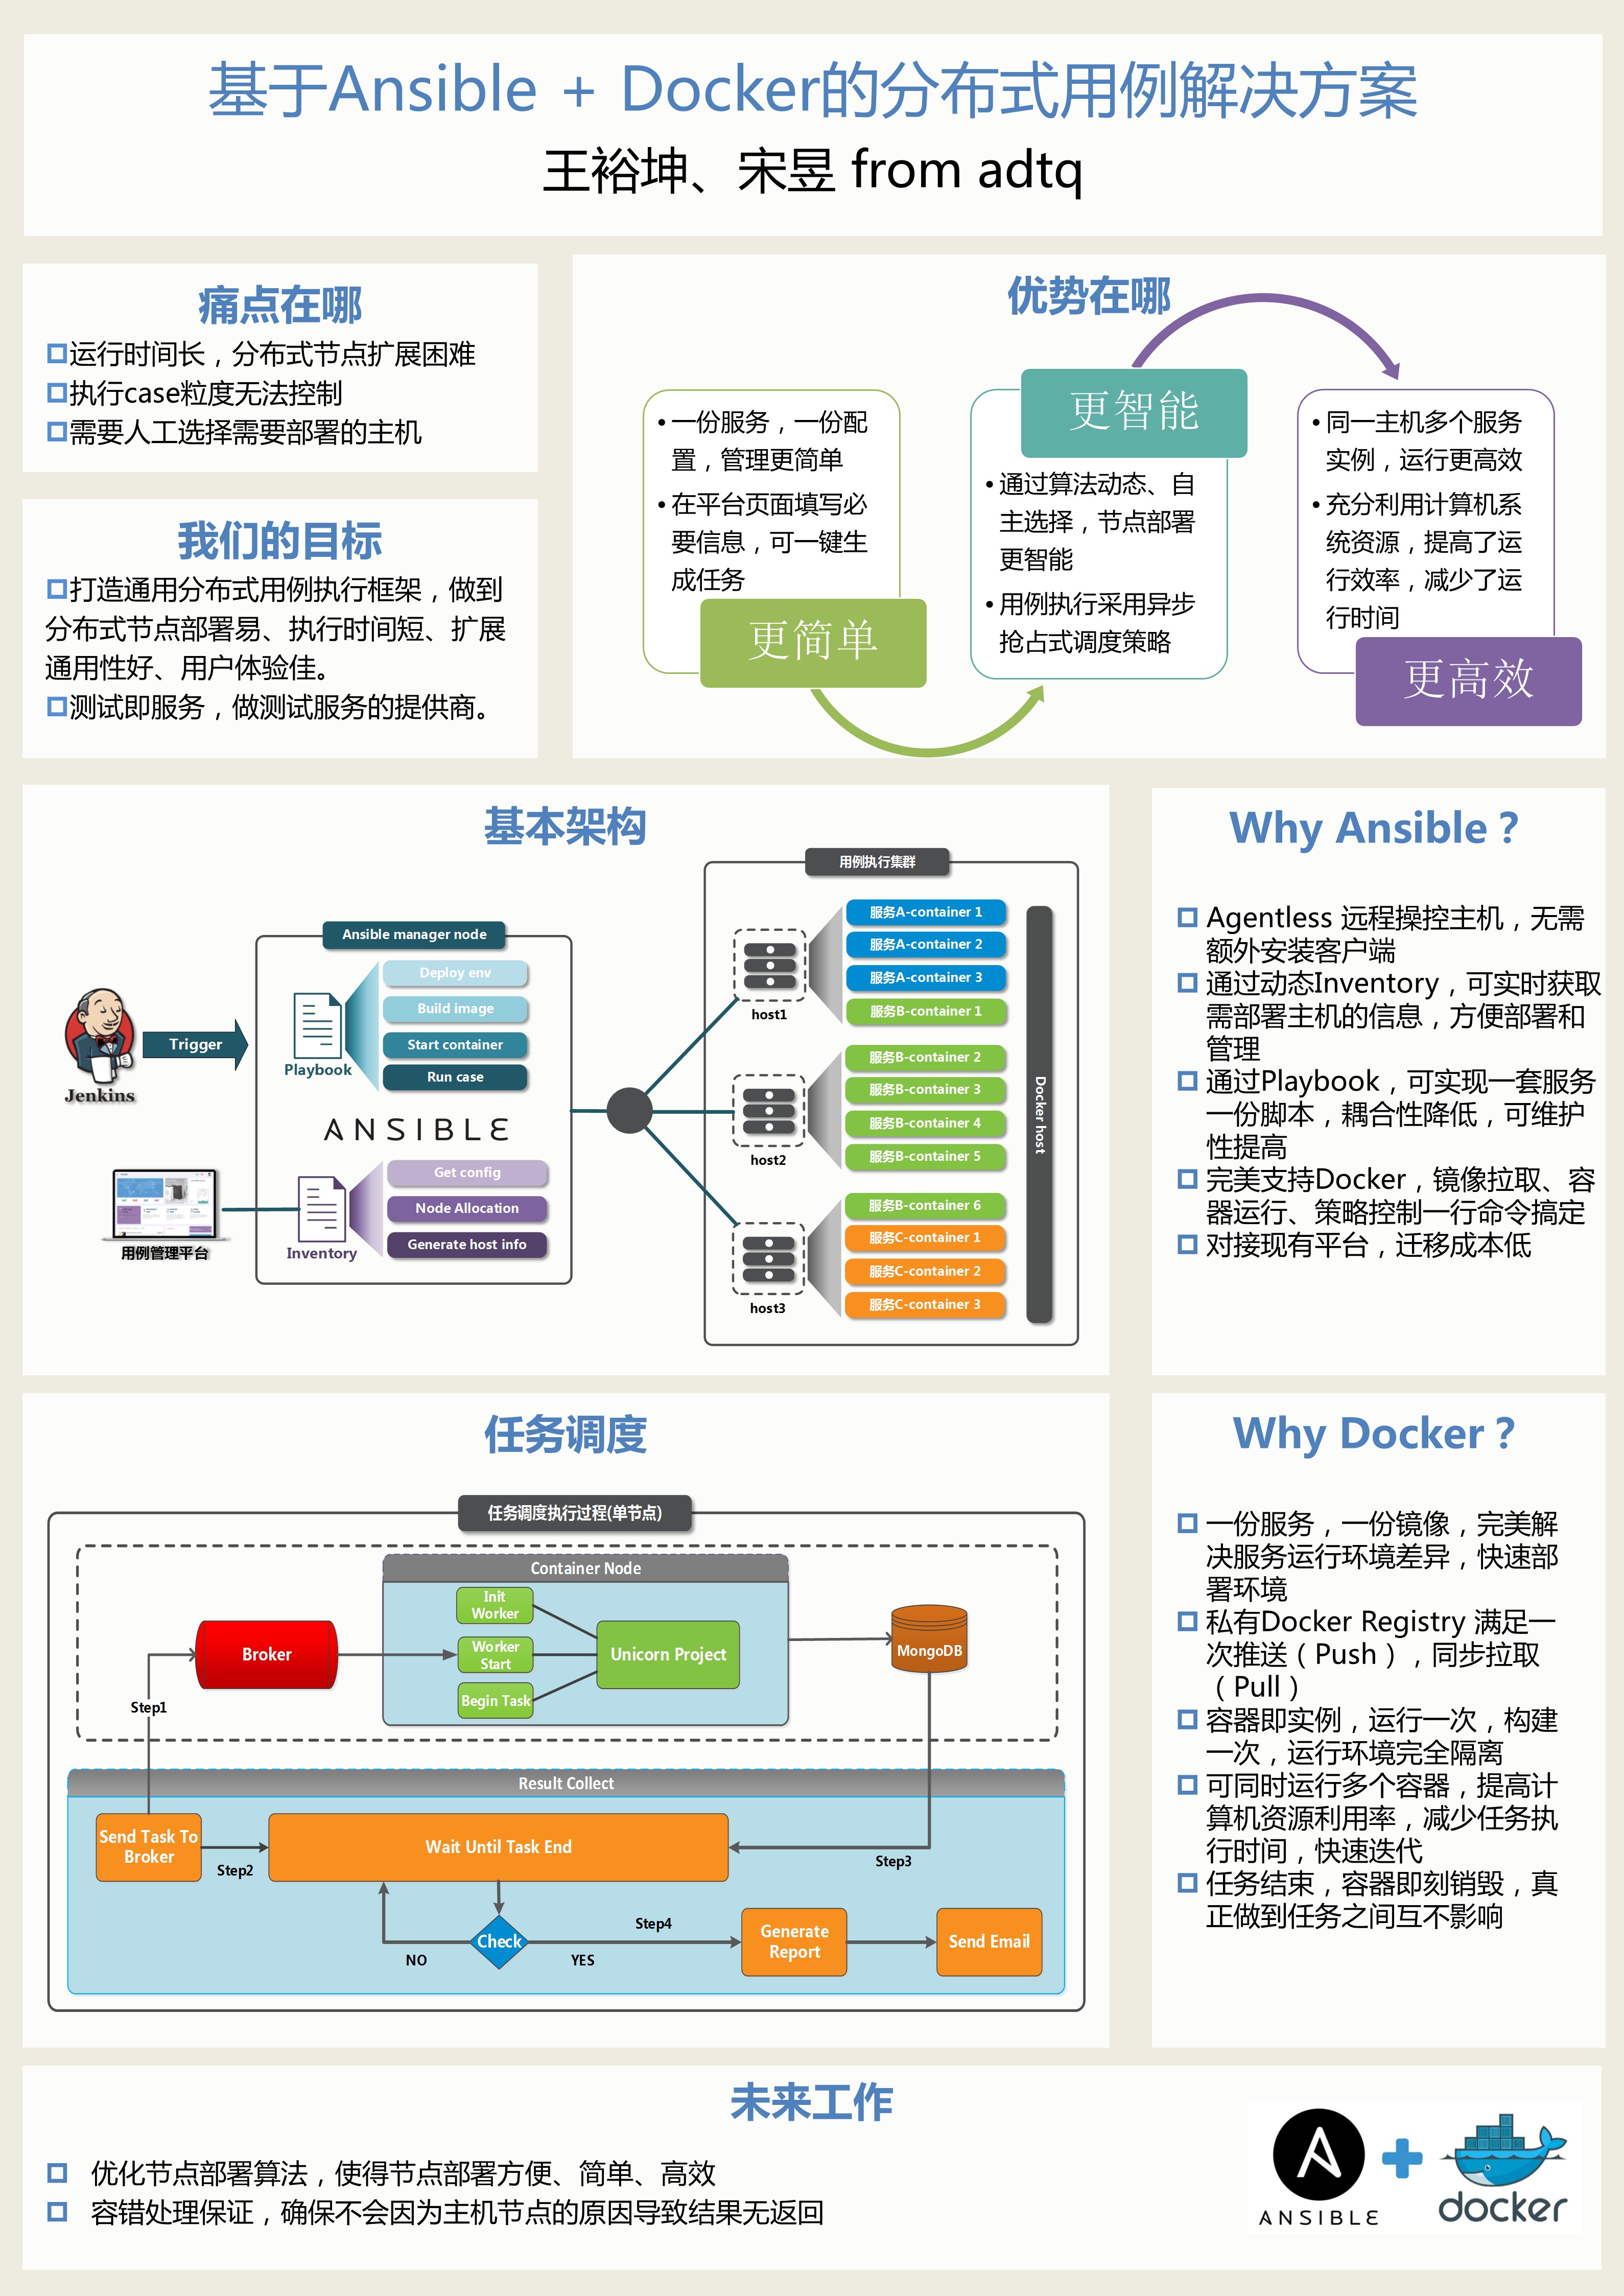 基于Ansible + Docker的分布式用例解决方案
王裕坤、宋昱 from adtq
痛点在哪
运行时间长，分布式节点扩展困难
执行case粒度无法控制
需要人工选择需要部署的主机
我们的目标
打造通用分布式用例执行框架，做到
分布式节点部署易、执行时间短、扩展
通用性好、用户体验佳。
测试即服务，做测试服务的提供商。
优势在哪
• 一份服务，一份配
置，管理更简单
• 在平台页面填写必
要信息，可一键生
成任务
更简单
更智能
• 通过算法动态、自
主选择，节点部署
更智能
• 用例执行采用异步
抢占式调度策略
• 同一主机多个服务
实例，运行更高效
• 充分利用计算机系
统资源，提高了运
行效率，减少了运
行时间
更高效
基本架构
Jenkins
Trigger
用例管理平台
Ansible manager node
Playbook
Deploy env
Build image
Start container
Run case
ANSIBLE
Inventory
Get config
Node Allocation
Generate host info
用例执行集群
host1
服务A-container 1
服务A-container 2
服务A-container 3
服务B-container 1
host2
服务B-container 2
服务B-container 3
服务B-container 4
服务B-container 5
host3
服务B-container 6
服务C-container 1
服务C-container 2
服务C-container 3
Docker host
Why Ansible？
Agentless 远程操控主机，无需
额外安装客户端
通过动态Inventory，可实时获取
需部署主机的信息，方便部署和
管理
通过Playbook，可实现一套服务
一份脚本，耦合性降低，可维护
性提高
完美支持Docker，镜像拉取、容
器运行、策略控制一行命令搞定
对接现有平台，迁移成本低
任务调度
任务调度执行过程(单节点)
Container Node
Init
Worker
Worker
Start
Begin Task
Unicorn Project
Broker
MongoDB
Step1
Result Collect
Send Task To
Broker
Step2
Wait Until Task End
Step3
Check
NO
YES
Step4
Generate
Report
Send Email
Why Docker？
一份服务，一份镜像，完美解
决服务运行环境差异，快速部
署环境
私有Docker Registry 满足一
次推送（Push），同步拉取
（Pull）
容器即实例，运行一次，构建
一次，运行环境完全隔离
可同时运行多个容器，提高计
算机资源利用率，减少任务执
行时间，快速迭代
任务结束，容器即刻销毁，真
正做到任务之间互不影响
未来工作
优化节点部署算法，使得节点部署方便、简单、高效
容错处理保证，确保不会因为主机节点的原因导致结果无返回
ANSIBLE
docker